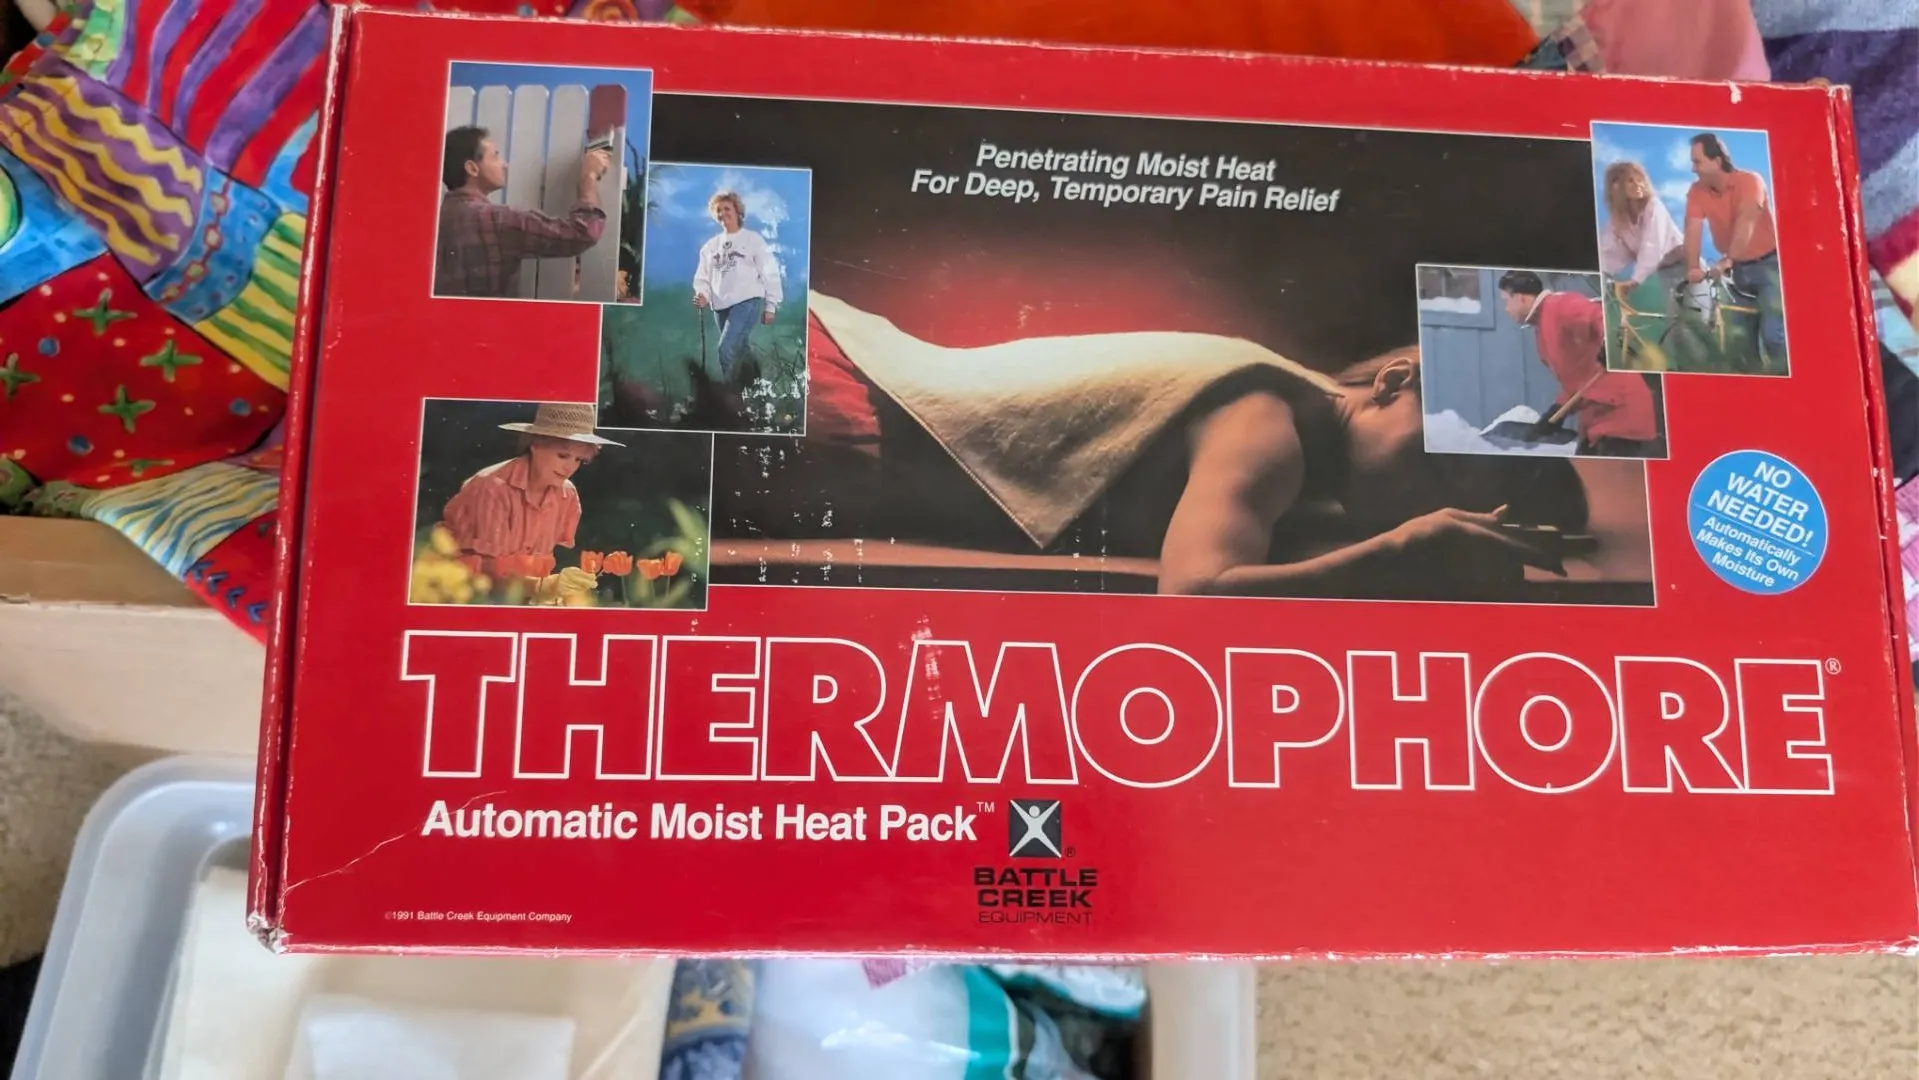 Penetrating Moist Heat
For Deep, Temporary Pain Relief
NO
WATER
NEEDED!
Automatically
Makes Its Own
Moisture
THERMOPHORE®
Automatic Moist Heat Pack™
®
BATTLE
CREEK
EQUIPMENT
©1991 Battle Creek Equipment Company